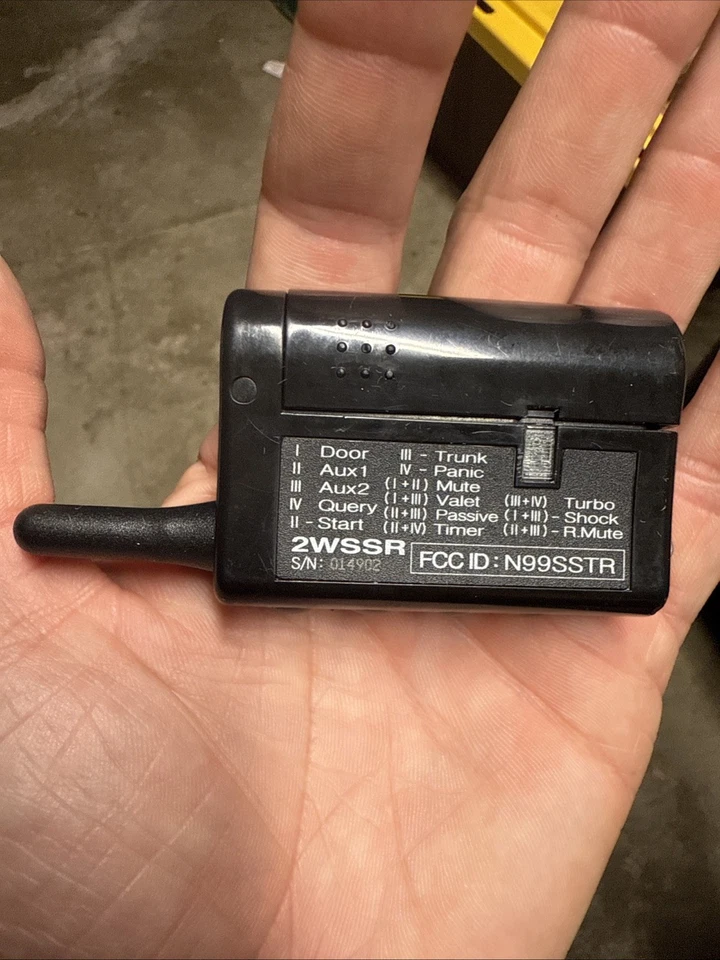 I Door III - Trunk
II Aux1 IV - Panic
III Aux2 (I+II) Mute
IV Query (I+III) Valet (III+IV) Turbo
II - Start (II+III) Passive (I+III) - Shock
(II+IV) Timer (II+III) - R.Mute
2WSSR
S/N: 014902
FCC ID: N99SSTR